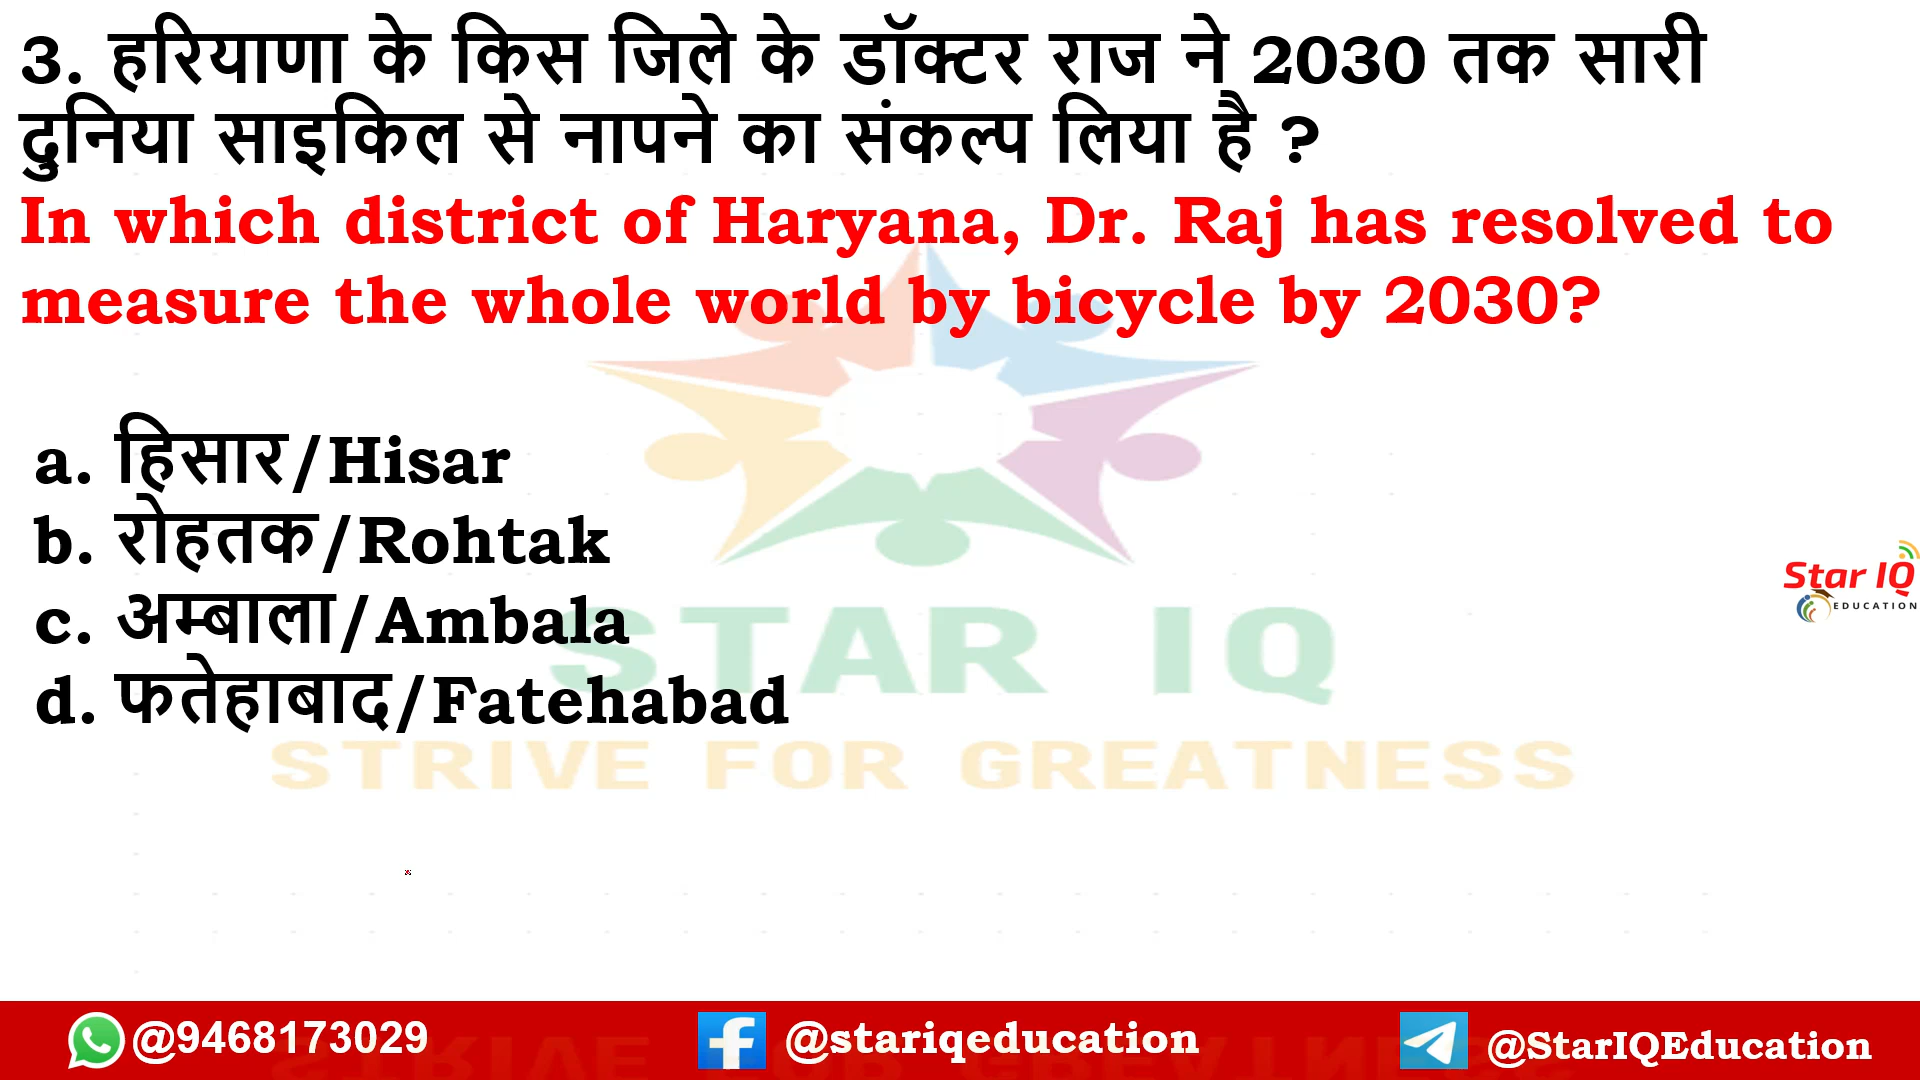 3. हरियाणा के किस जिले के डॉक्टर राज ने 2030 तक सारी
दुनिया साइकिल से नापने का संकल्प लिया है ?
In which district of Haryana, Dr. Raj has resolved to
measure the whole world by bicycle by 2030?
a. हिसार/Hisar
b. रोहतक/Rohtak
c. अम्बाला/Ambala
d. फतेहाबाद/Fatehabad
STAR IQ
STRIVE FOR GREATNESS
Star IQ
EDUCATION
@9468173029
@stariqeducation
@StarIQEducation